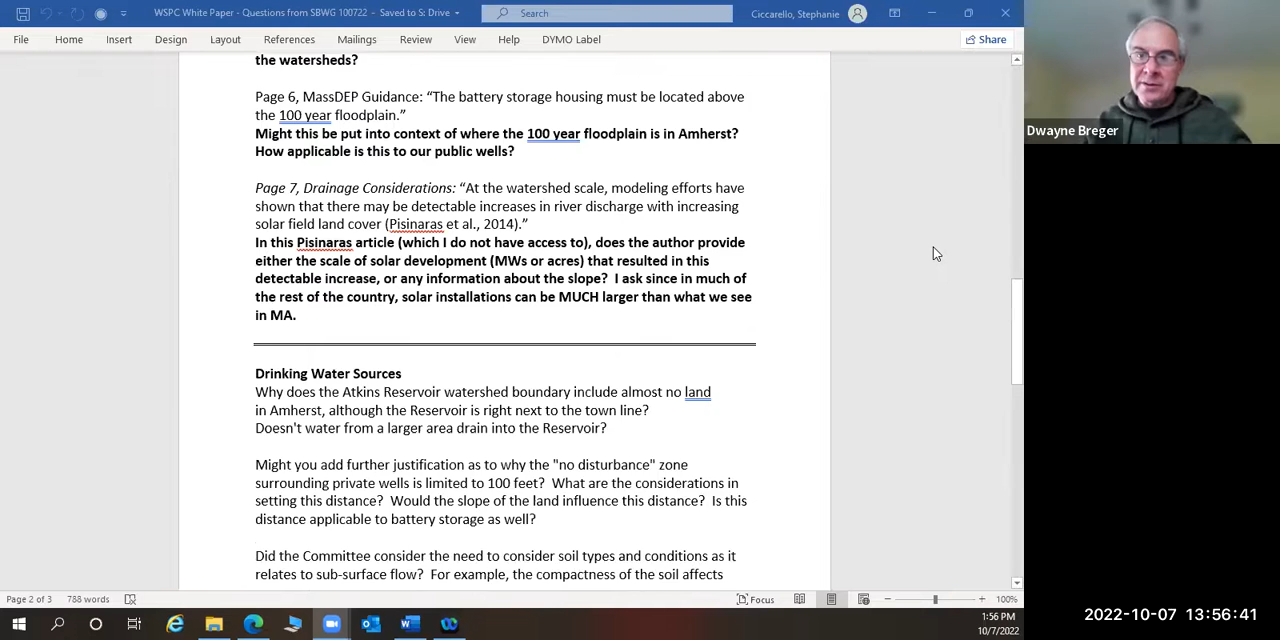 WSPC White Paper - Questions from SBWG 100722 - Saved to S: Drive
Search
Ciccarello, Stephanie
File Home Insert Design Layout References Mailings Review View Help DYMO Label
Share
the watersheds?
Page 6, MassDEP Guidance: “The battery storage housing must be located above
the 100 year floodplain.”
Might this be put into context of where the 100 year floodplain is in Amherst?
How applicable is this to our public wells?
Page 7, Drainage Considerations: “At the watershed scale, modeling efforts have
shown that there may be detectable increases in river discharge with increasing
solar field land cover (Pisinaras et al., 2014).”
In this Pisinaras article (which I do not have access to), does the author provide
either the scale of solar development (MWs or acres) that resulted in this
detectable increase, or any information about the slope?  I ask since in much of
the rest of the country, solar installations can be MUCH larger than what we see
in MA.
Drinking Water Sources
Why does the Atkins Reservoir watershed boundary include almost no land
in Amherst, although the Reservoir is right next to the town line?
Doesn't water from a larger area drain into the Reservoir?
Might you add further justification as to why the "no disturbance" zone
surrounding private wells is limited to 100 feet?  What are the considerations in
setting this distance?  Would the slope of the land influence this distance?  Is this
distance applicable to battery storage as well?
Did the Committee consider the need to consider soil types and conditions as it
relates to sub-surface flow?  For example, the compactness of the soil affects
Page 2 of 3
788 words
Focus
100%
1:56 PM
10/7/2022
Dwayne Breger
2022-10-07 13:56:41